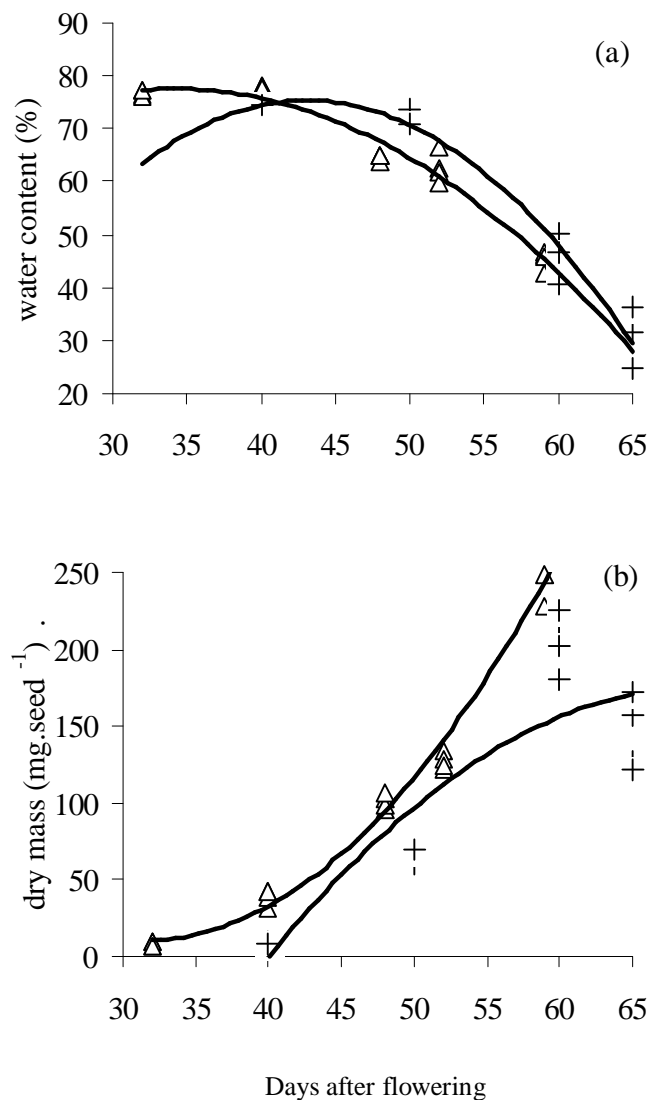 (a)
water content (%)
90
80
70
60
50
40
30
20
30 35 40 45 50 55 60 65
(b)
dry mass (mg.seed -1) .
250
200
150
100
50
0
30 35 40 45 50 55 60 65
Days after flowering